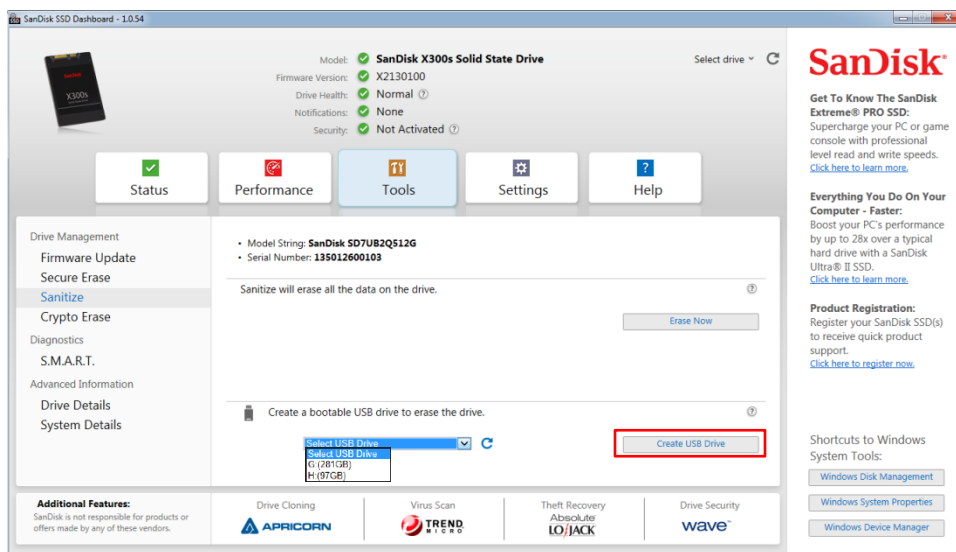 SanDisk SSD Dashboard - 1.0.54
SanDisk
X300s
Model: SanDisk X300s Solid State Drive
Firmware Version: X2130100
Drive Health: Normal ?
Notifications: None
Security: Not Activated ?
Select drive
Status
Performance
Tools
Settings
? Help
Drive Management
Firmware Update
Secure Erase
Sanitize
Crypto Erase
Diagnostics
S.M.A.R.T.
Advanced Information
Drive Details
System Details
• Model String: SanDisk SD7UB2Q512G
• Serial Number: 135012600103
Sanitize will erase all the data on the drive. ?
Erase Now
Create a bootable USB drive to erase the drive. ?
Select USB Drive
Select USB Drive
G:(281GB)
H:(97GB)
Create USB Drive
Additional Features:
SanDisk is not responsible for products or
offers made by any of these vendors.
Drive Cloning
APRICORN
Virus Scan
TREND
MICRO
Theft Recovery
Absolute
LO/JACK
Drive Security
wave
SanDisk®
Get To Know The SanDisk
Extreme® PRO SSD:
Supercharge your PC or game
console with professional
level read and write speeds.
Click here to learn more.
Everything You Do On Your
Computer - Faster:
Boost your PC's performance
by up to 28x over a typical
hard drive with a SanDisk
Ultra® II SSD.
Click here to learn more.
Product Registration:
Register your SanDisk SSD(s)
to receive quick product
support.
Click here to register now.
Shortcuts to Windows
System Tools:
Windows Disk Management
Windows System Properties
Windows Device Manager